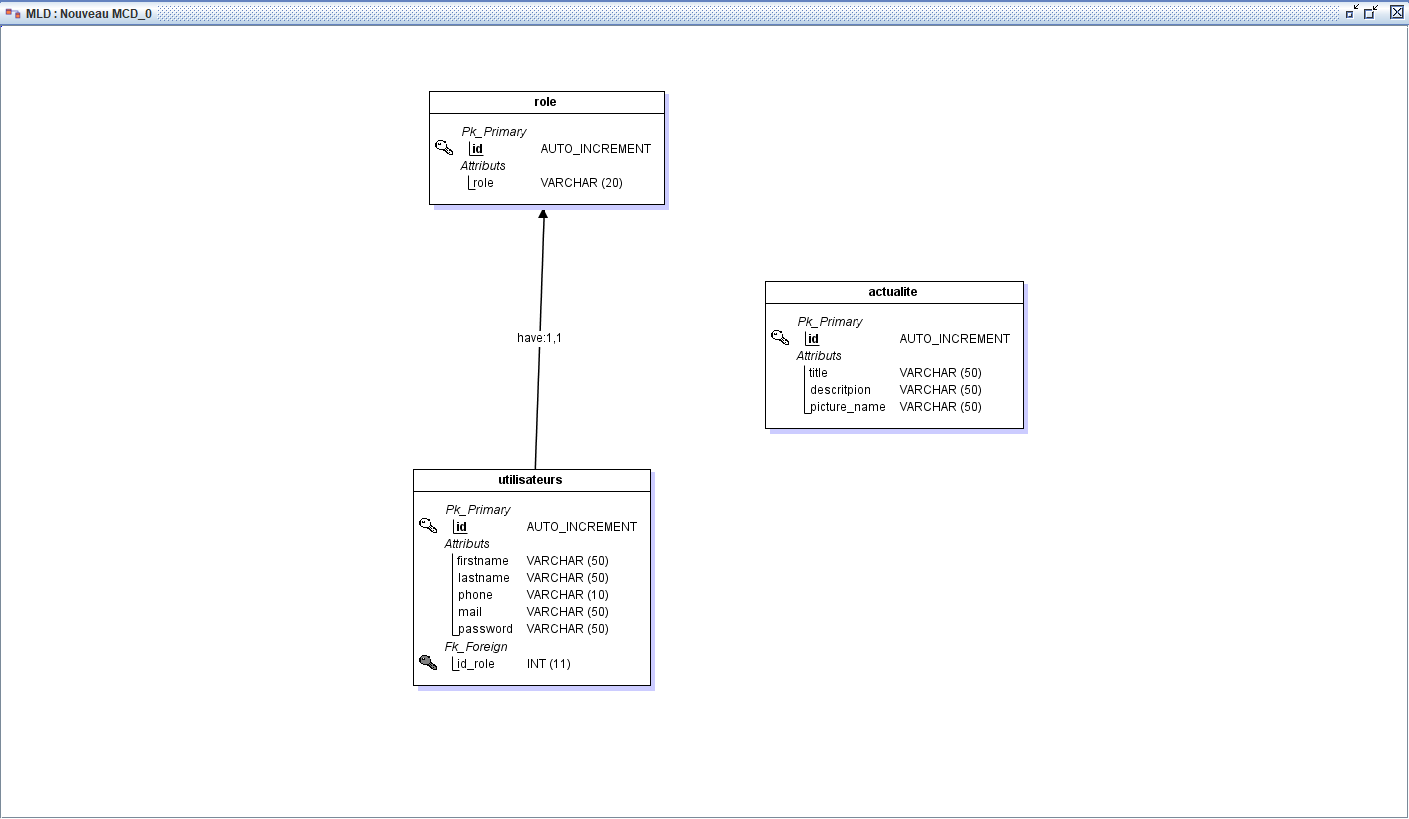 MLD : Nouveau MCD_0
role
Pk_Primary
id AUTO_INCREMENT
Attributs
role VARCHAR (20)
have:1,1
actualite
Pk_Primary
id AUTO_INCREMENT
Attributs
title VARCHAR (50)
descritpion VARCHAR (50)
picture_name VARCHAR (50)
utilisateurs
Pk_Primary
id AUTO_INCREMENT
Attributs
firstname VARCHAR (50)
lastname VARCHAR (50)
phone VARCHAR (10)
mail VARCHAR (50)
password VARCHAR (50)
Fk_Foreign
id_role INT (11)